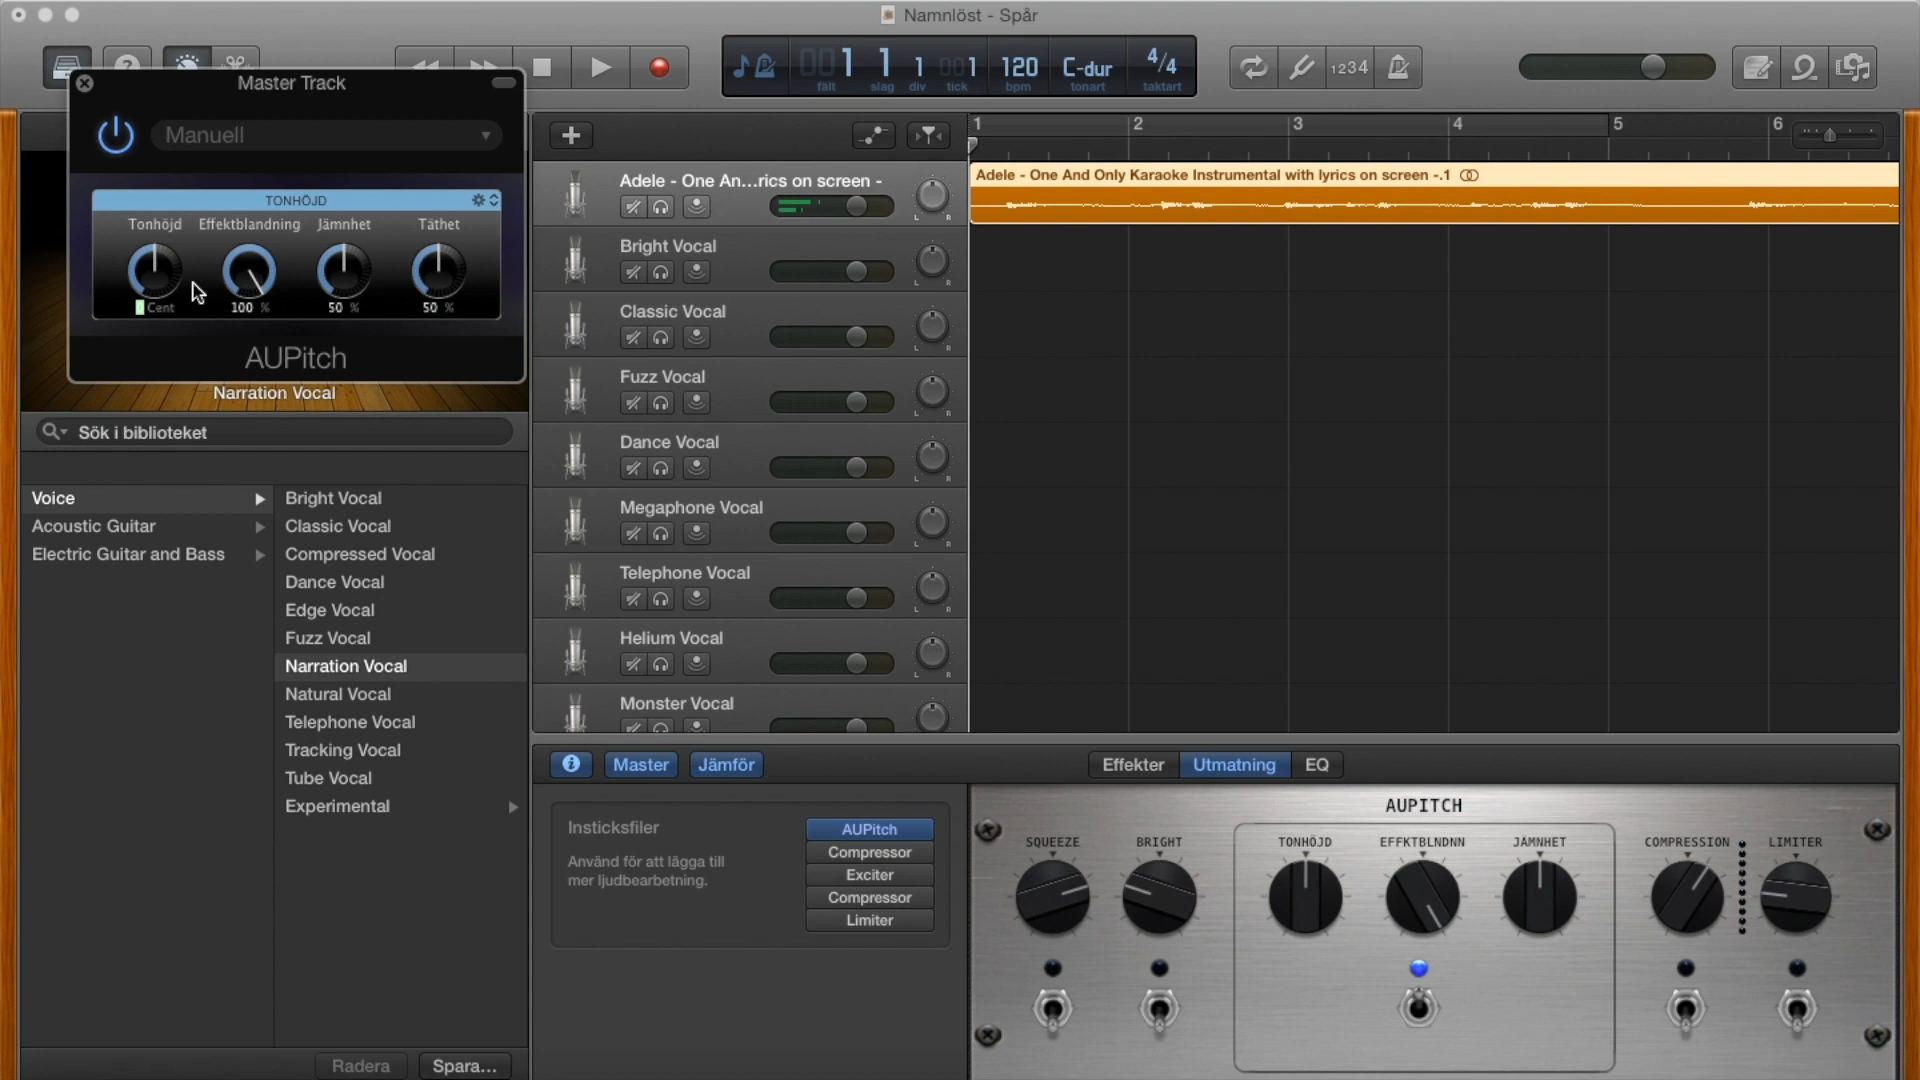 Namnlöst - Spår
Master Track
Manuell
TONHÖJD
Tonhöjd Effektblandning Jämnhet Täthet
Cent 100 % 50 % 50 %
AUPitch
Narration Vocal
Sök i biblioteket
Voice
Acoustic Guitar
Electric Guitar and Bass
Bright Vocal
Classic Vocal
Compressed Vocal
Dance Vocal
Edge Vocal
Fuzz Vocal
Narration Vocal
Natural Vocal
Telephone Vocal
Tracking Vocal
Tube Vocal
Experimental
Radera Spara...
001 1 1 001 120 C-dur 4/4
fält slag div tick bpm tonart taktart
1234
1 2 3 4 5 6
Adele - One An...rics on screen -
L R
Bright Vocal
L R
Classic Vocal
L R
Fuzz Vocal
L R
Dance Vocal
L R
Megaphone Vocal
L R
Telephone Vocal
L R
Helium Vocal
L R
Monster Vocal
Adele - One And Only Karaoke Instrumental with lyrics on screen -.1
Master Jämför
Effekter Utmatning EQ
Insticksfiler
Använd för att lägga till
mer ljudbearbetning.
AUPitch
Compressor
Exciter
Compressor
Limiter
AUPITCH
SQUEEZE BRIGHT TONHÖJD EFFKTBLNDNN JÄMNHET COMPRESSION LIMITER